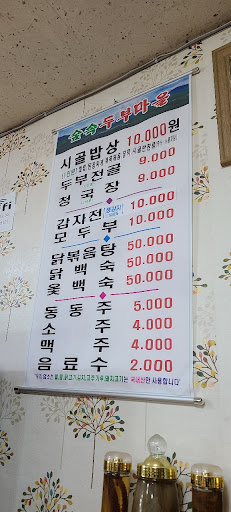 숲속두부마을
시골밥상 10.000원
두부전골 9.000
청국장 9.000
감자전 10.000
모두부 10.000
닭볶음탕 50.000
닭백숙 50.000
옻백숙 50.000
동동주 5.000
소주 4.000
맥주 4.000
음료수 2.000